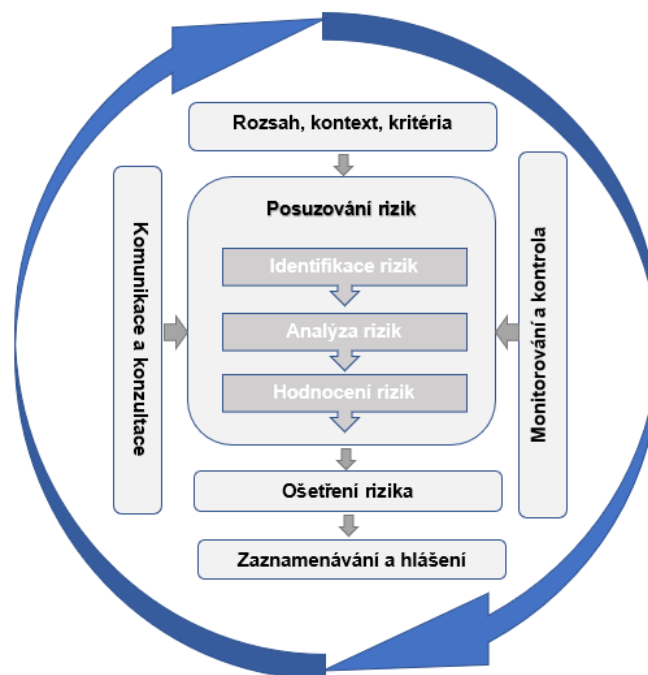 Rozsah, kontext, kritéria
Komunikace a konzultace
Posuzování rizik
Identifikace rizik
Analýza rizik
Hodnocení rizik
Monitorování a kontrola
Ošetření rizika
Zaznamenávání a hlášení